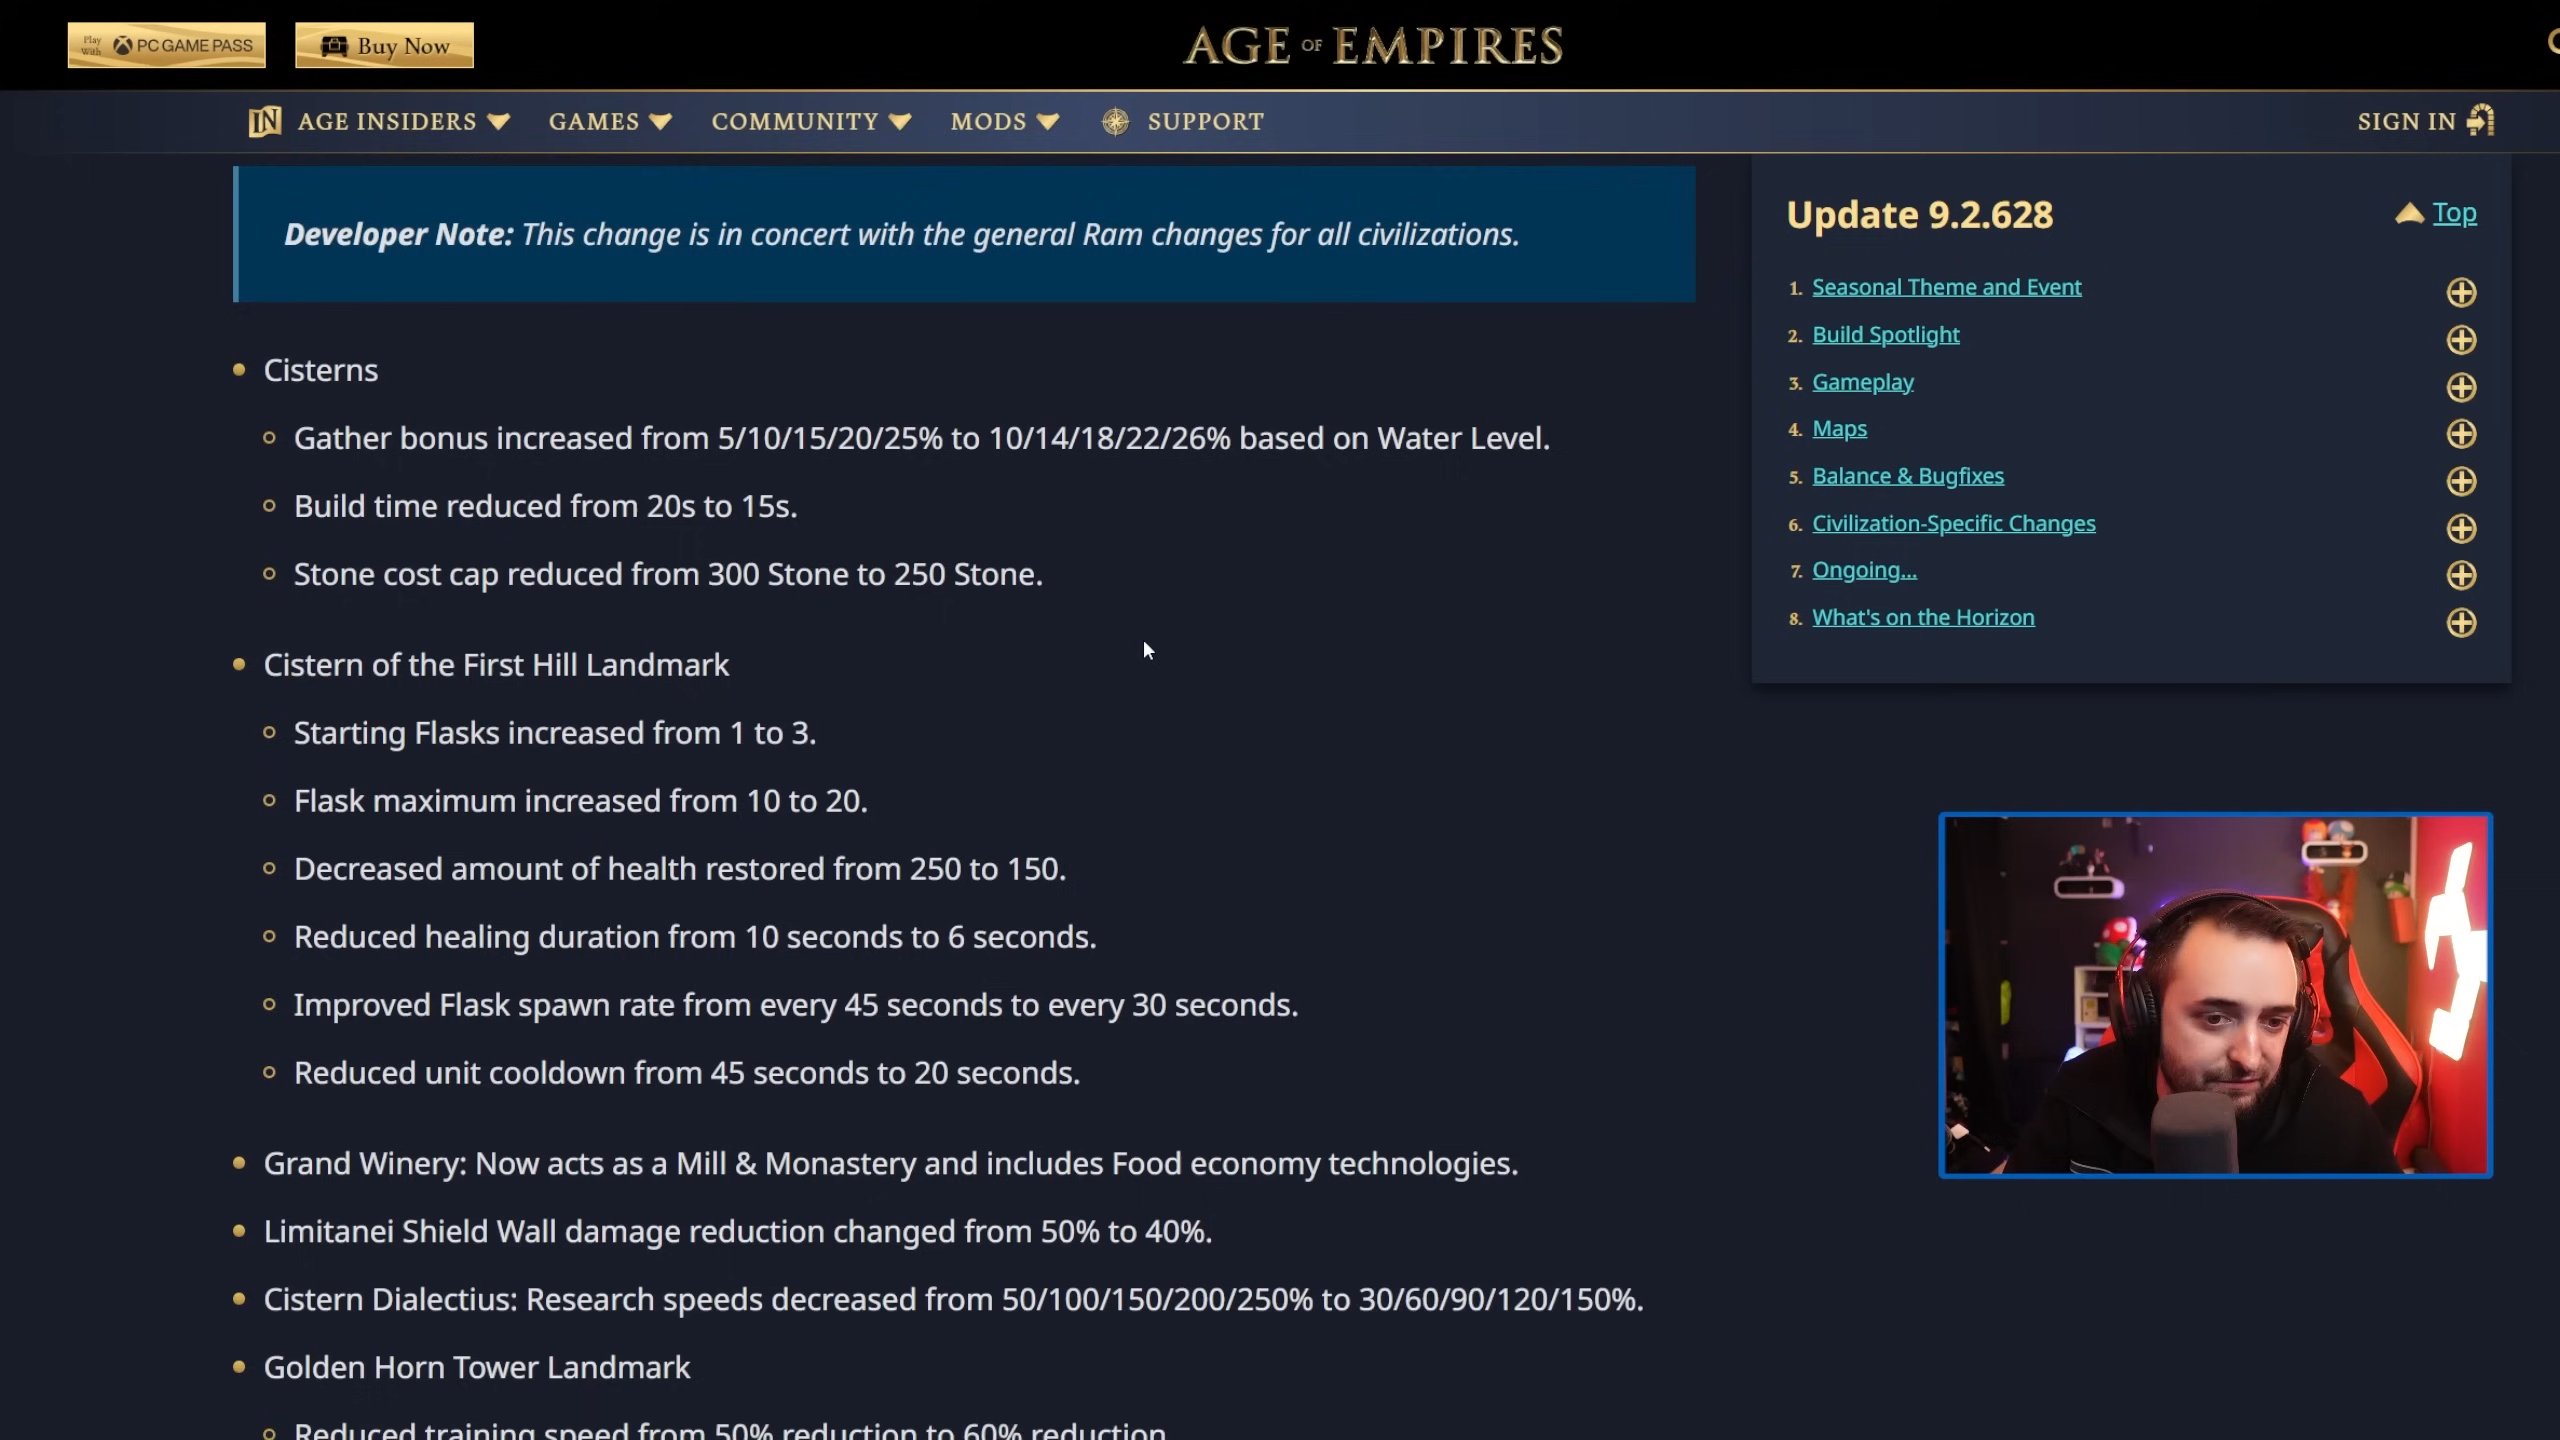 Play With PC GAME PASS
Buy Now
AGE OF EMPIRES
IN AGE INSIDERS
GAMES
COMMUNITY
MODS
SUPPORT
SIGN IN
Developer Note: This change is in concert with the general Ram changes for all civilizations.
Cisterns
Gather bonus increased from 5/10/15/20/25% to 10/14/18/22/26% based on Water Level.
Build time reduced from 20s to 15s.
Stone cost cap reduced from 300 Stone to 250 Stone.
Cistern of the First Hill Landmark
Starting Flasks increased from 1 to 3.
Flask maximum increased from 10 to 20.
Decreased amount of health restored from 250 to 150.
Reduced healing duration from 10 seconds to 6 seconds.
Improved Flask spawn rate from every 45 seconds to every 30 seconds.
Reduced unit cooldown from 45 seconds to 20 seconds.
Grand Winery: Now acts as a Mill & Monastery and includes Food economy technologies.
Limitanei Shield Wall damage reduction changed from 50% to 40%.
Cistern Dialectius: Research speeds decreased from 50/100/150/200/250% to 30/60/90/120/150%.
Golden Horn Tower Landmark
Reduced training speed from 50% reduction to 60% reduction
Update 9.2.628
Top
1. Seasonal Theme and Event
2. Build Spotlight
3. Gameplay
4. Maps
5. Balance & Bugfixes
6. Civilization-Specific Changes
7. Ongoing...
8. What's on the Horizon